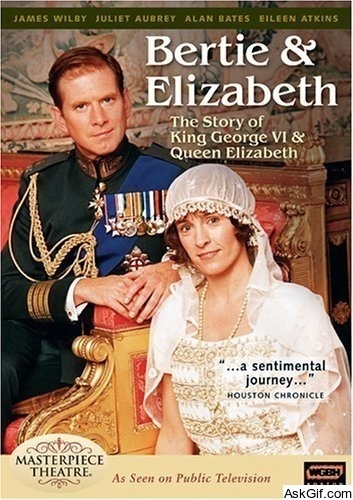 JAMES WILBY JULIET AUBREY ALAN BATES EILEEN ATKINS
Bertie &
Elizabeth
The Story of
King George VI &
Queen Elizabeth
"...a sentimental
journey..."
HOUSTON CHRONICLE
MASTERPIECE
THEATRE.
As Seen on Public Television
WGBH
BOSTON
AskGif.com